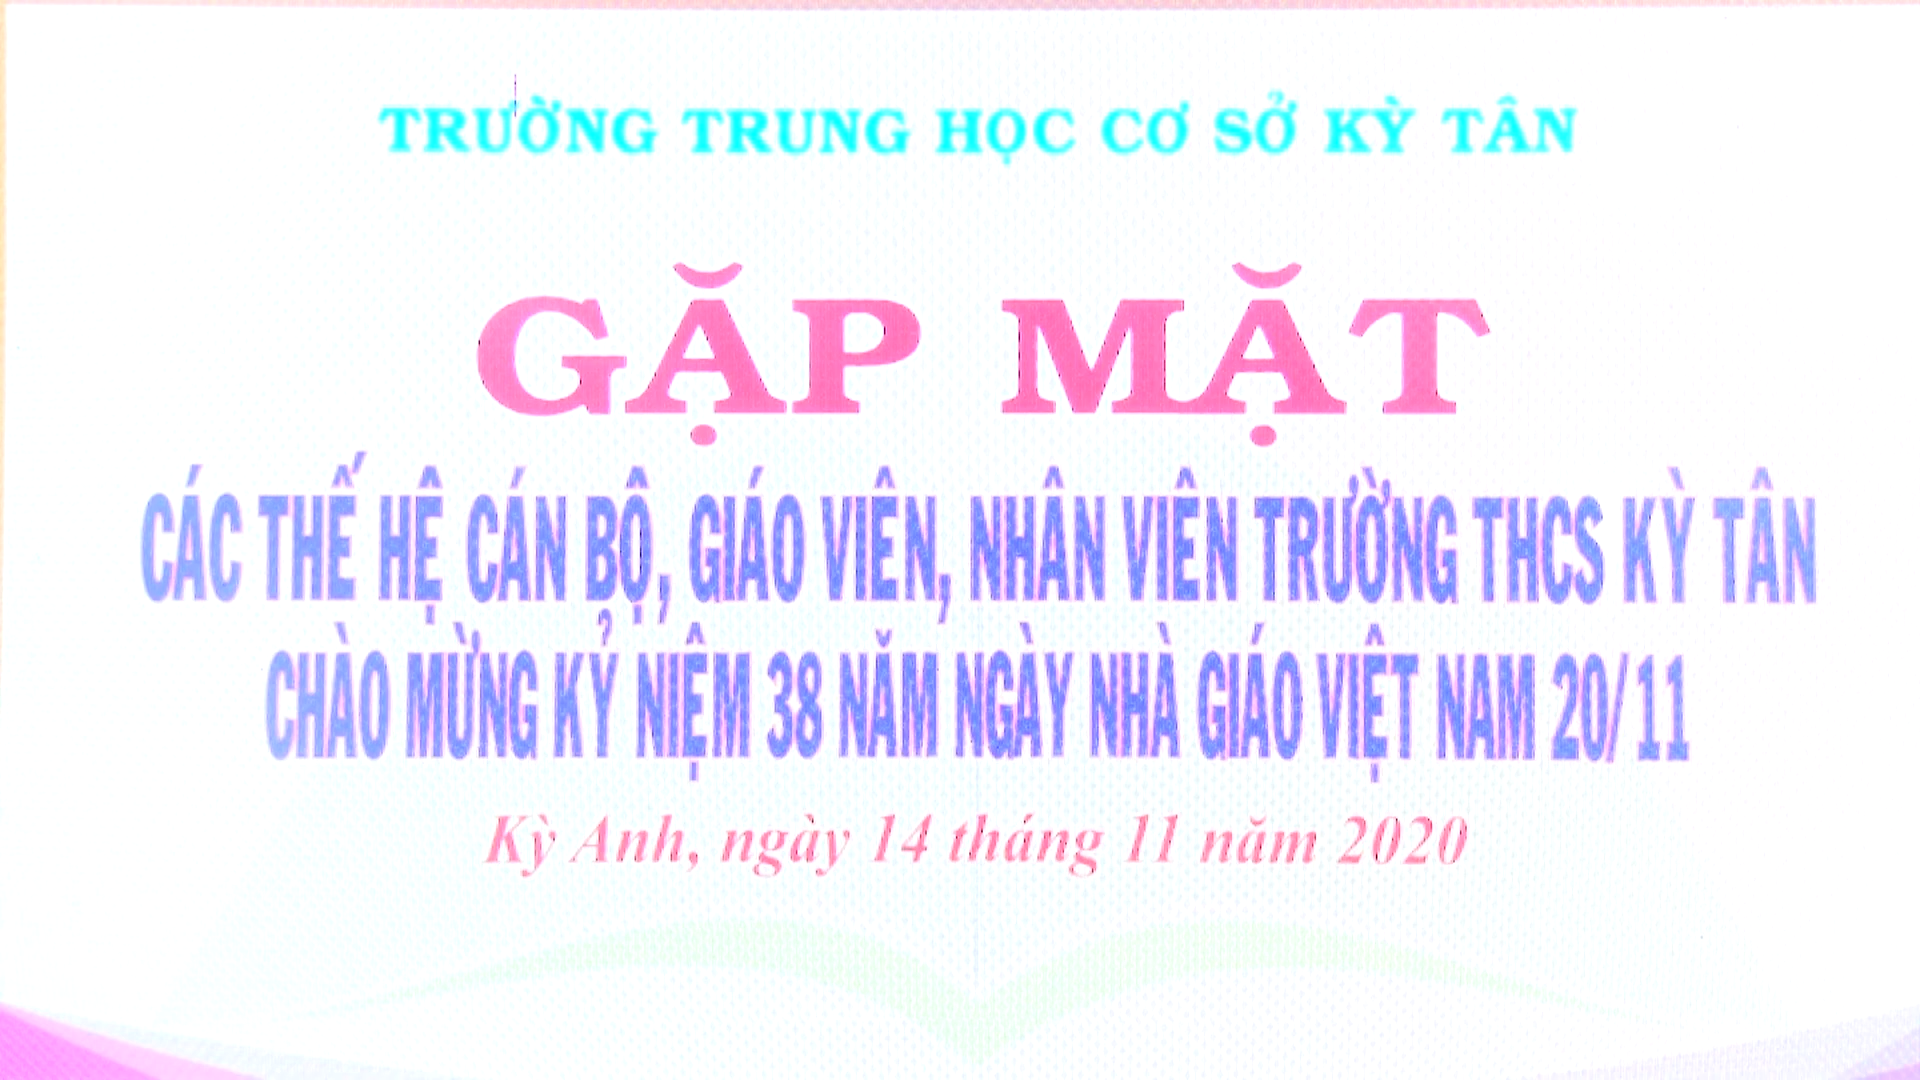 TRƯỜNG TRUNG HỌC CƠ SỞ KỲ TÂN
GẶP MẶT
CÁC THẾ HỆ CÁN BỘ, GIÁO VIÊN, NHÂN VIÊN TRƯỜNG THCS KỲ TÂN
CHÀO MỪNG KỶ NIỆM 38 NĂM NGÀY NHÀ GIÁO VIỆT NAM 20/11
Kỳ Anh, ngày 14 tháng 11 năm 2020